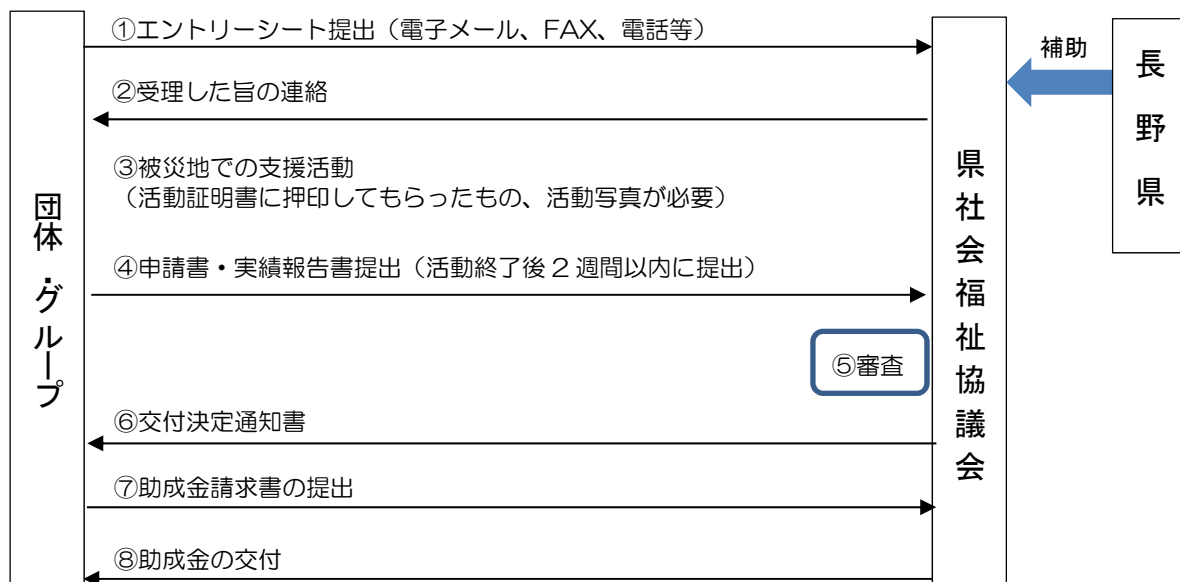 ①エントリーシート提出（電子メール、FAX、電話等）
②受理した旨の連絡
③被災地での支援活動
（活動証明書に押印してもらったもの、活動写真が必要）
④申請書・実績報告書提出（活動終了後２週間以内に提出）
⑤審査
⑥交付決定通知書
⑦助成金請求書の提出
⑧助成金の交付
団体・グループ
県社会福祉協議会
補助
長野県